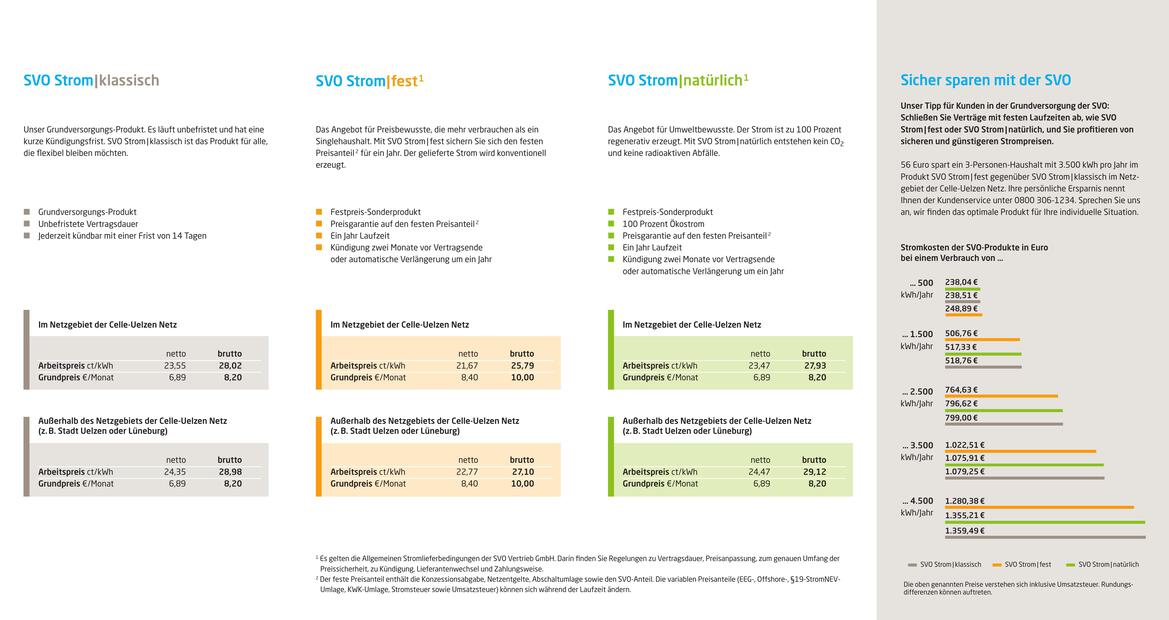 SVO Strom|klassisch
Unser Grundversorgungs-Produkt. Es läuft unbefristet und hat eine
kurze Kündigungsfrist. SVO Strom|klassisch ist das Produkt für alle,
die flexibel bleiben möchten.
Grundversorgungs-Produkt
Unbefristete Vertragsdauer
Jederzeit kündbar mit einer Frist von 14 Tagen
Im Netzgebiet der Celle-Uelzen Netz
netto brutto
Arbeitspreis ct/kWh 23,55 28,02
Grundpreis €/Monat 6,89 8,20
Außerhalb des Netzgebiets der Celle-Uelzen Netz
(z. B. Stadt Uelzen oder Lüneburg)
netto brutto
Arbeitspreis ct/kWh 24,35 28,98
Grundpreis €/Monat 6,89 8,20
SVO Strom|fest¹
Das Angebot für Preisbewusste, die mehr verbrauchen als ein
Singlehaushalt. Mit SVO Strom|fest sichern Sie sich den festen
Preisanteil² für ein Jahr. Der gelieferte Strom wird konventionell
erzeugt.
Festpreis-Sonderprodukt
Preisgarantie auf den festen Preisanteil²
Ein Jahr Laufzeit
Kündigung zwei Monate vor Vertragsende
oder automatische Verlängerung um ein Jahr
Im Netzgebiet der Celle-Uelzen Netz
netto brutto
Arbeitspreis ct/kWh 21,67 25,79
Grundpreis €/Monat 8,40 10,00
Außerhalb des Netzgebiets der Celle-Uelzen Netz
(z. B. Stadt Uelzen oder Lüneburg)
netto brutto
Arbeitspreis ct/kWh 22,77 27,10
Grundpreis €/Monat 8,40 10,00
SVO Strom|natürlich¹
Das Angebot für Umweltbewusste. Der Strom ist zu 100 Prozent
regenerativ erzeugt. Mit SVO Strom|natürlich entstehen kein CO₂
und keine radioaktiven Abfälle.
Festpreis-Sonderprodukt
100 Prozent Ökostrom
Preisgarantie auf den festen Preisanteil²
Ein Jahr Laufzeit
Kündigung zwei Monate vor Vertragsende
oder automatische Verlängerung um ein Jahr
Im Netzgebiet der Celle-Uelzen Netz
netto brutto
Arbeitspreis ct/kWh 23,47 27,93
Grundpreis €/Monat 6,89 8,20
Außerhalb des Netzgebiets der Celle-Uelzen Netz
(z. B. Stadt Uelzen oder Lüneburg)
netto brutto
Arbeitspreis ct/kWh 24,47 29,12
Grundpreis €/Monat 6,89 8,20
¹ Es gelten die Allgemeinen Stromlieferbedingungen der SVO Vertrieb GmbH. Darin finden Sie Regelungen zu Vertragsdauer, Preisanpassung, zum genauen Umfang der
Preissicherheit, zu Kündigung, Lieferantenwechsel und Zahlungsweise.
² Der feste Preisanteil enthält die Konzessionsabgabe, Netzentgelte, Abschaltumlage sowie den SVO-Anteil. Die variablen Preisanteile (EEG-, Offshore-, §19-StromNEV-
Umlage, KWK-Umlage, Stromsteuer sowie Umsatzsteuer) können sich während der Laufzeit ändern.
Sicher sparen mit der SVO
Unser Tipp für Kunden in der Grundversorgung der SVO:
Schließen Sie Verträge mit festen Laufzeiten ab, wie SVO
Strom|fest oder SVO Strom|natürlich, und Sie profitieren von
sicheren und günstigeren Strompreisen.
56 Euro spart ein 3-Personen-Haushalt mit 3.500 kWh pro Jahr im
Produkt SVO Strom|fest gegenüber SVO Strom|klassisch im Netz-
gebiet der Celle-Uelzen Netz. Ihre persönliche Ersparnis nennt
Ihnen der Kundenservice unter 0800 306-1234. Sprechen Sie uns
an, wir finden das optimale Produkt für Ihre individuelle Situation.
Stromkosten der SVO-Produkte in Euro
bei einem Verbrauch von ...
... 500
kWh/Jahr
238,04 €
238,51 €
248,89 €
... 1.500
kWh/Jahr
506,76 €
517,33 €
518,76 €
... 2.500
kWh/Jahr
764,63 €
796,62 €
799,00 €
... 3.500
kWh/Jahr
1.022,51 €
1.075,91 €
1.079,25 €
... 4.500
kWh/Jahr
1.280,38 €
1.355,21 €
1.359,49 €
SVO Strom|klassisch SVO Strom|fest SVO Strom|natürlich
Die oben genannten Preise verstehen sich inklusive Umsatzsteuer. Rundungs-
differenzen können auftreten.